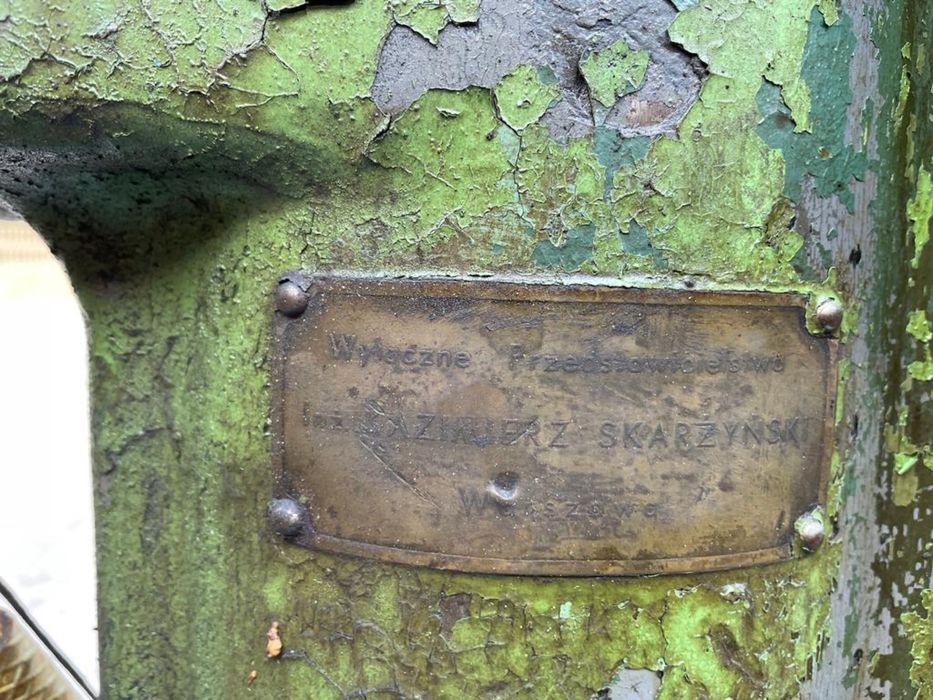 Wyłączne Przedstawicielstwo
inż. KAZIMIERZ SKARŻYŃSKI
Warszawa